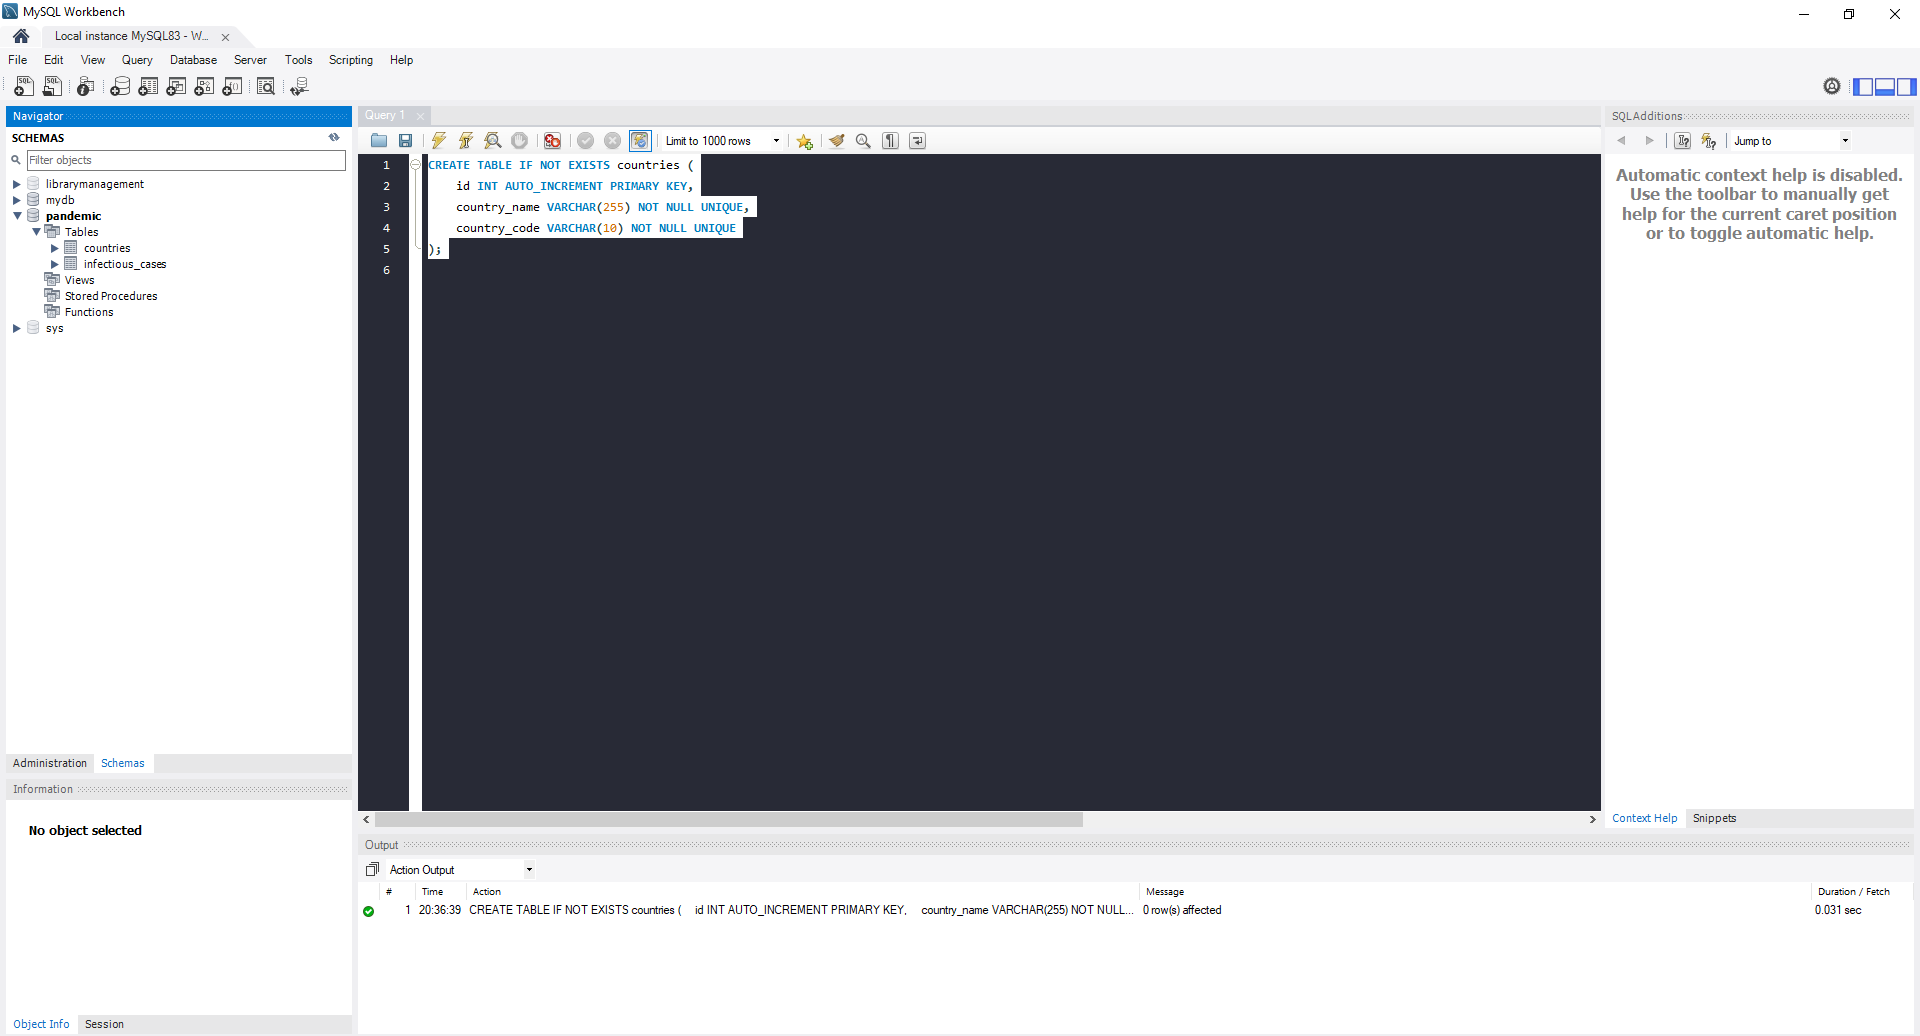 MySQL Workbench
Local instance MySQL83 - W...
File Edit View Query Database Server Tools Scripting Help
Navigator
SCHEMAS
Filter objects
librarymanagement
mydb
pandemic
Tables
countries
infectious_cases
Views
Stored Procedures
Functions
sys
Administration Schemas
Information
No object selected
Object Info Session
Query 1
Limit to 1000 rows
1 CREATE TABLE IF NOT EXISTS countries (
2 id INT AUTO_INCREMENT PRIMARY KEY,
3 country_name VARCHAR(255) NOT NULL UNIQUE,
4 country_code VARCHAR(10) NOT NULL UNIQUE
5 );
6
SQLAdditions
Jump to
Automatic context help is disabled.
Use the toolbar to manually get
help for the current caret position
or to toggle automatic help.
Context Help Snippets
Output
Action Output
# Time Action Message Duration / Fetch
1 20:36:39 CREATE TABLE IF NOT EXISTS countries ( id INT AUTO_INCREMENT PRIMARY KEY, country_name VARCHAR(255) NOT NULL... 0 row(s) affected 0.031 sec